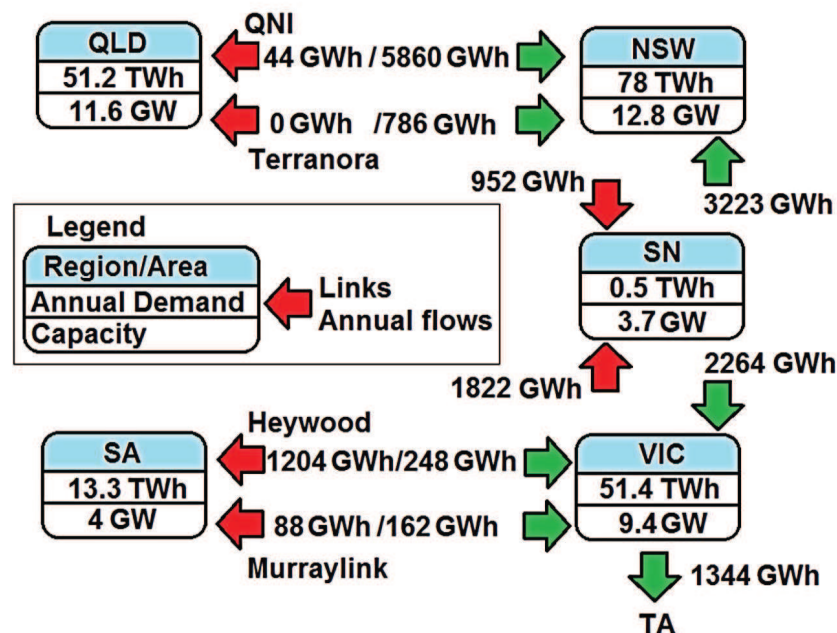 QNI
QLD
51.2 TWh
11.6 GW
44 GWh / 5860 GWh
0 GWh /786 GWh
Terranora
NSW
78 TWh
12.8 GW
952 GWh
3223 GWh
Legend
Region/Area
Annual Demand
Capacity
Links
Annual flows
SN
0.5 TWh
3.7 GW
1822 GWh
2264 GWh
Heywood
SA
13.3 TWh
4 GW
1204 GWh/248 GWh
88 GWh /162 GWh
Murraylink
VIC
51.4 TWh
9.4 GW
1344 GWh
TA